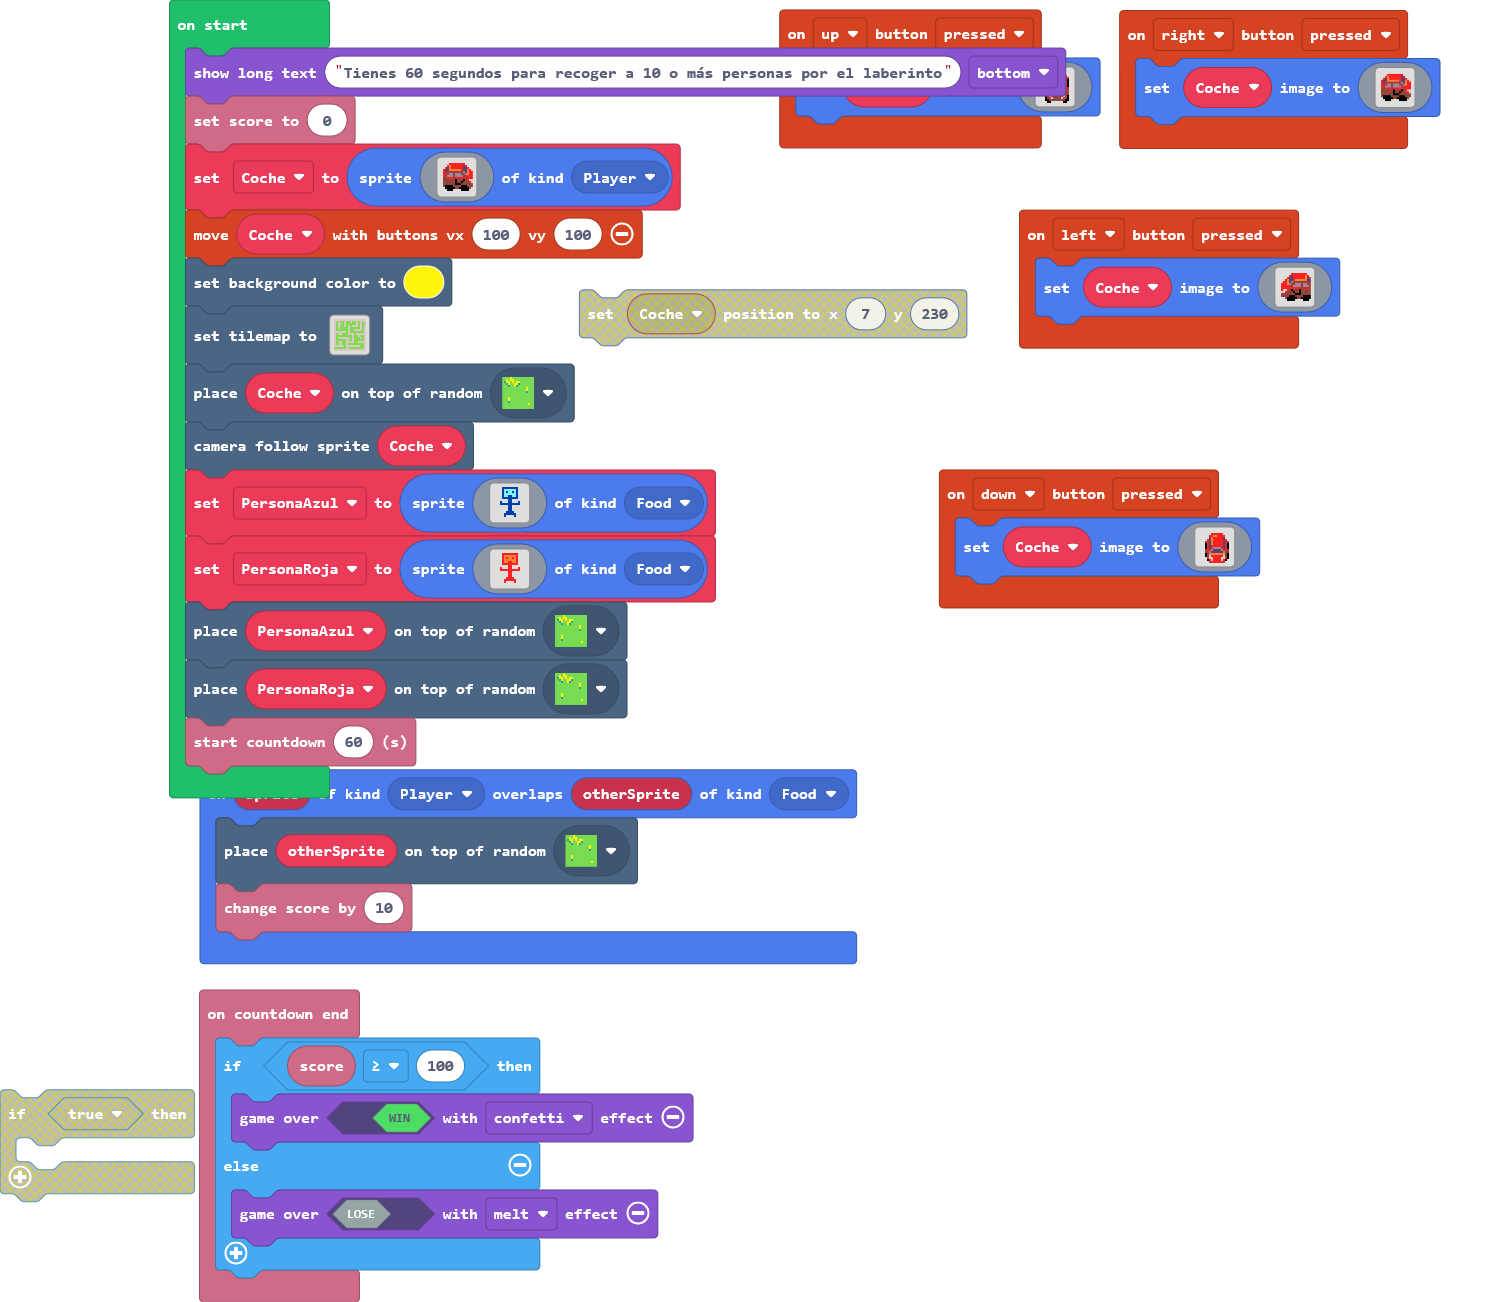 on start
on up button pressed
on right button pressed
show long text "Tienes 60 segundos para recoger a 10 o más personas por el laberinto" bottom
set Coche image to
set score to 0
set Coche to sprite of kind Player
move Coche with buttons vx 100 vy 100
on left button pressed
set background color to
set Coche image to
set Coche position to x 7 y 230
set tilemap to
place Coche on top of random
camera follow sprite Coche
set PersonaAzul to sprite of kind Food
on down button pressed
set PersonaRoja to sprite of kind Food
set Coche image to
place PersonaAzul on top of random
place PersonaRoja on top of random
start countdown 60 (s)
of kind Player overlaps otherSprite of kind Food
place otherSprite on top of random
change score by 10
on countdown end
if score ≥ 100 then
if true then
game over WIN with confetti effect
else
game over LOSE with melt effect